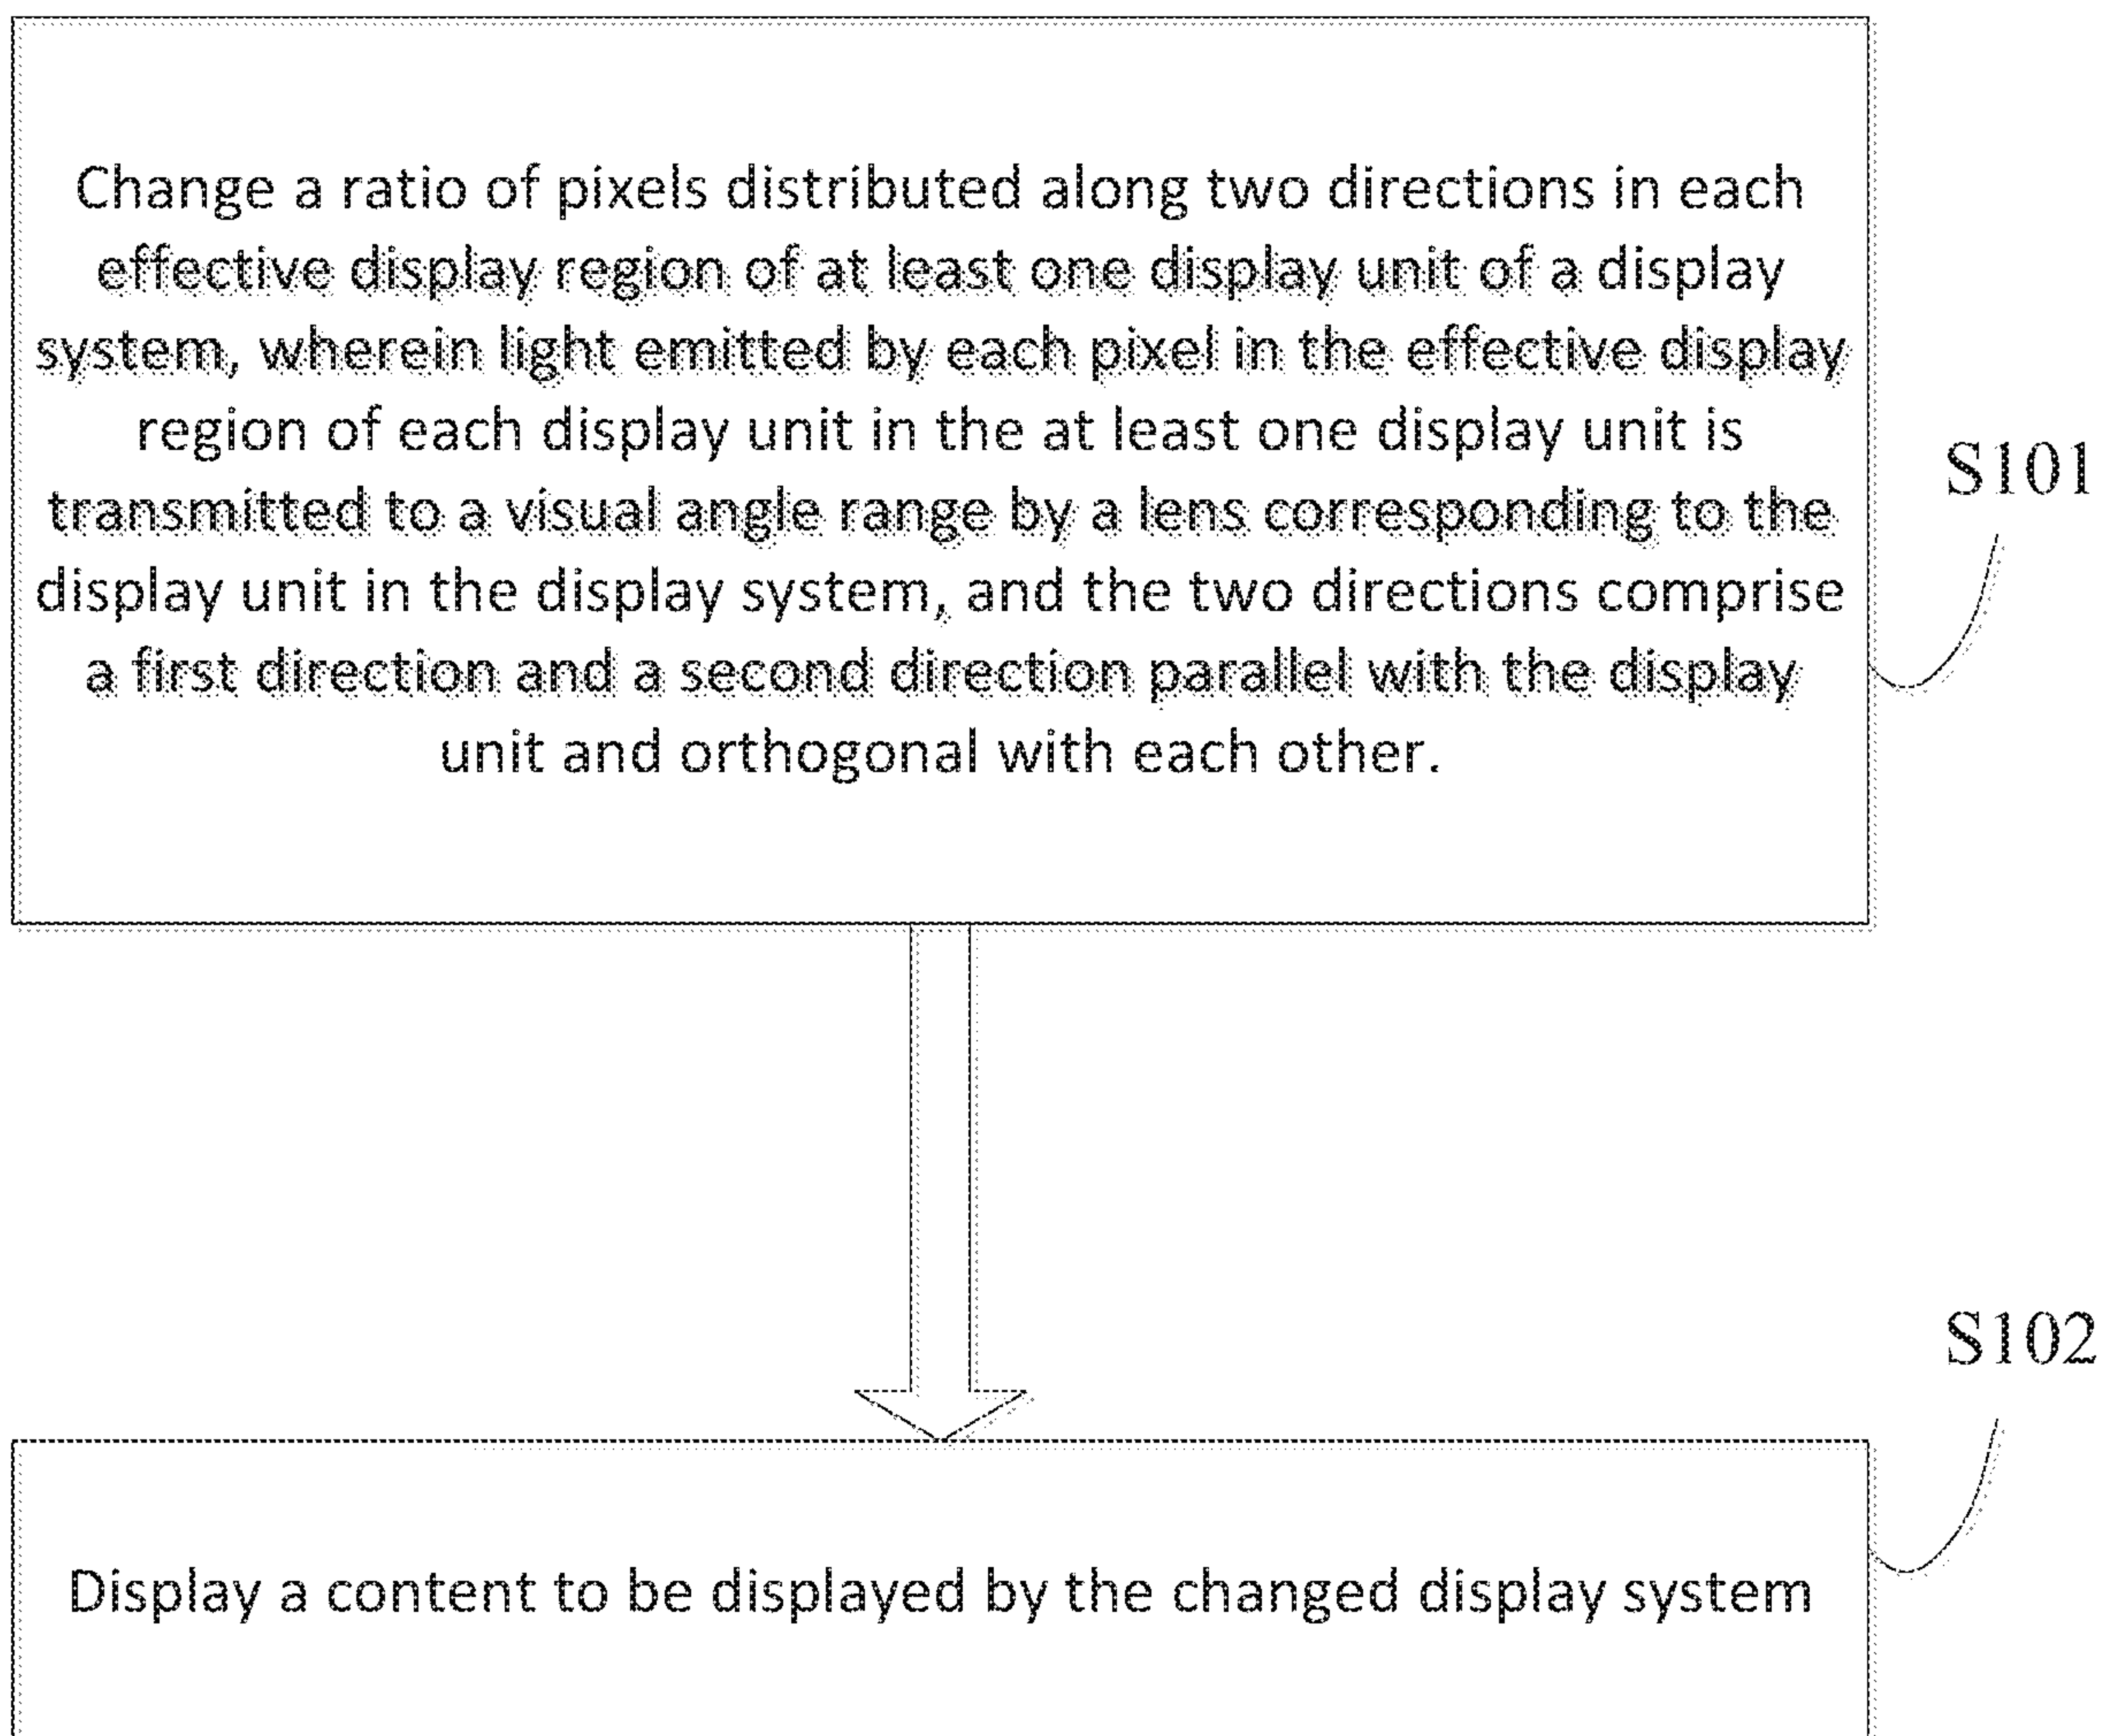 Change a ratio of pixels distributed along two directions in each
effective display region of at least one display unit of a display
system, wherein light emitted by each pixel in the effective display
region of each display unit in the at least one display unit is
transmitted to a visual angle range by a lens corresponding to the
display unit in the display system, and the two directions comprise
a first direction and a second direction parallel with the display
unit and orthogonal with each other.
S101
S102
Display a content to be displayed by the changed display system